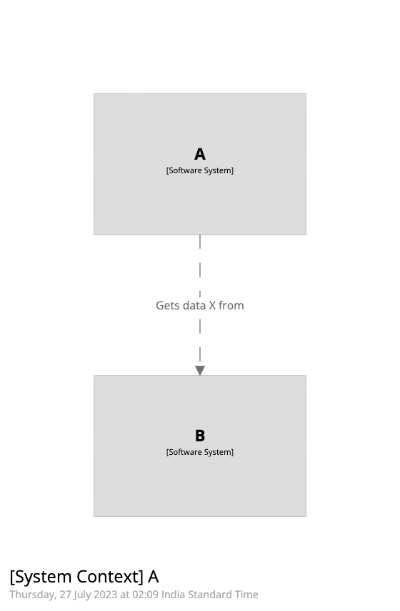 A
[Software System]
Gets data X from
B
[Software System]
[System Context] A
Thursday, 27 July 2023 at 02:09 India Standard Time